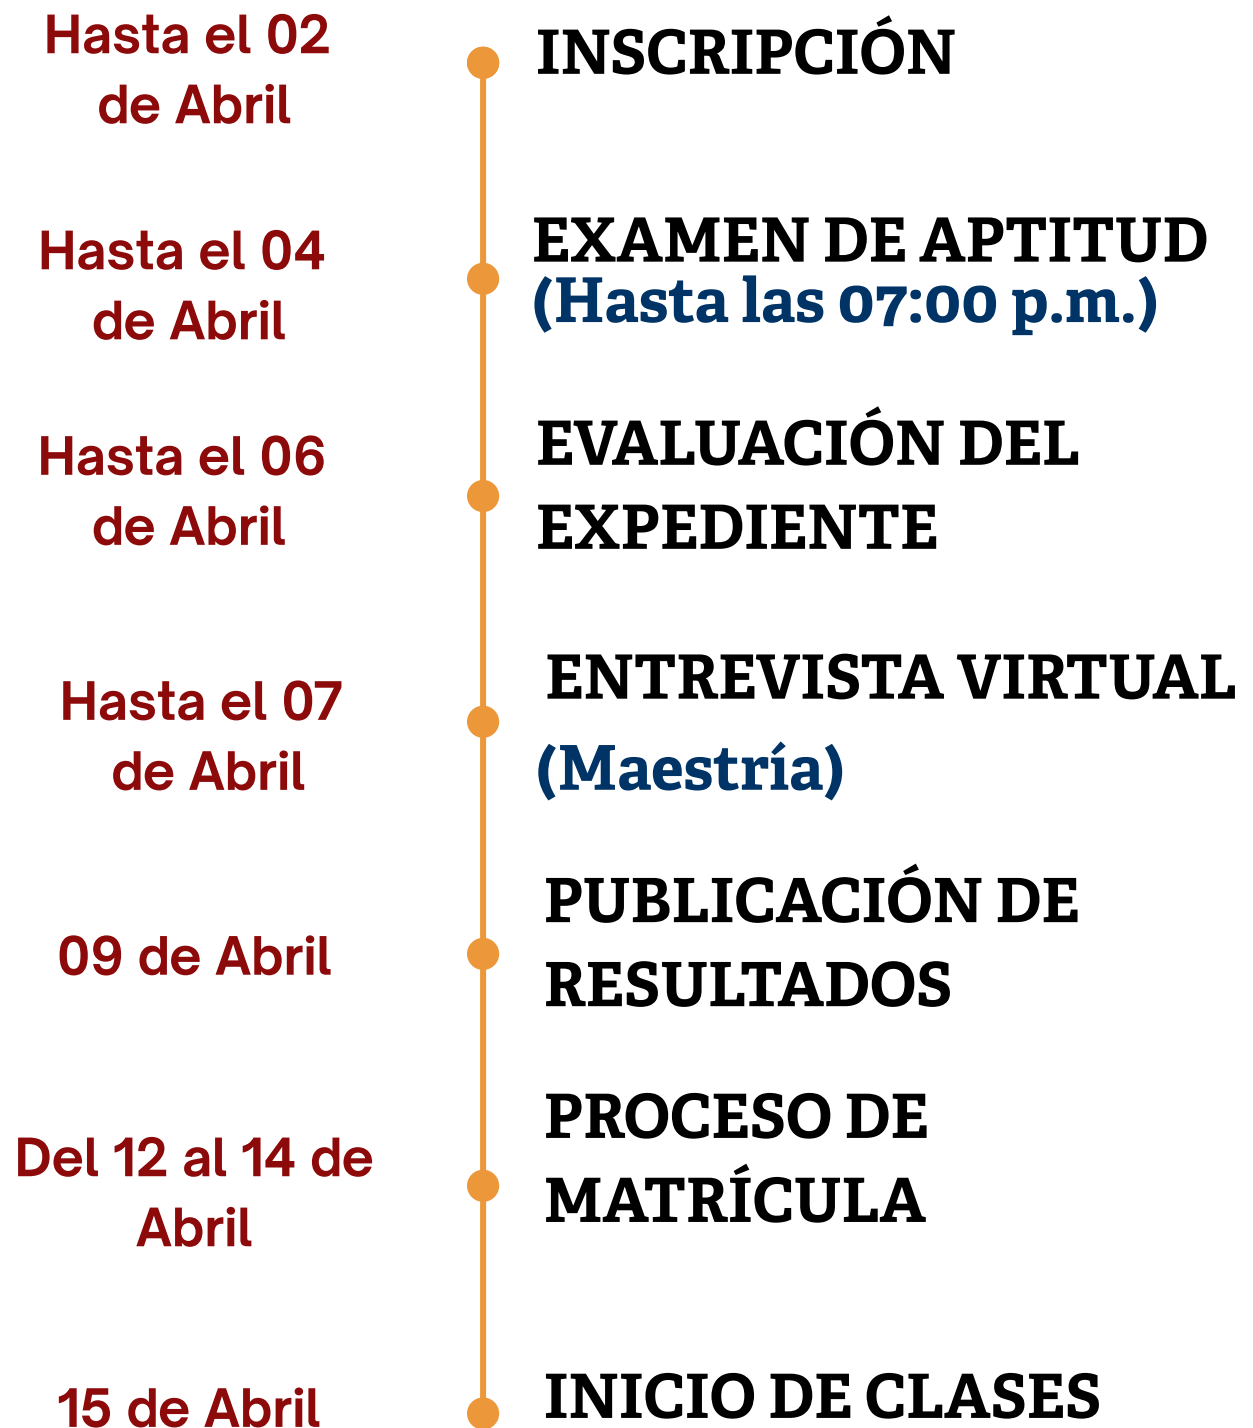 Hasta el 02
de Abril
INSCRIPCIÓN
Hasta el 04
de Abril
EXAMEN DE APTITUD
(Hasta las 07:00 p.m.)
Hasta el 06
de Abril
EVALUACIÓN DEL
EXPEDIENTE
Hasta el 07
de Abril
ENTREVISTA VIRTUAL
(Maestría)
09 de Abril
PUBLICACIÓN DE
RESULTADOS
Del 12 al 14 de
Abril
PROCESO DE
MATRÍCULA
15 de Abril
INICIO DE CLASES